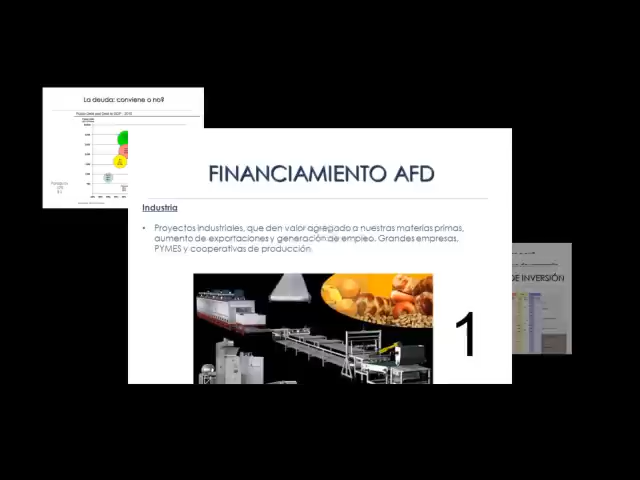 La deuda: conviene o no?
FINANCIAMIENTO AFD
Industria
• Proyectos industriales, que den valor agregado a nuestras materias primas,
aumento de exportaciones y generación de empleo. Grandes empresas,
PYMES y cooperativas de producción
DE INVERSIÓN
1